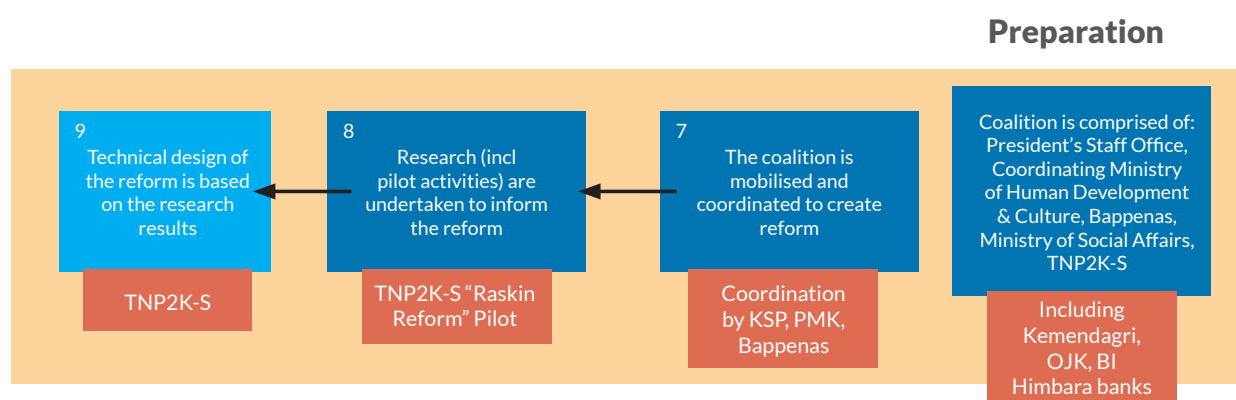 Preparation
9
Technical design of
the reform is based
on the research
results
TNP2K-S
8
Research (incl
pilot activities) are
undertaken to inform
the reform
TNP2K-S “Raskin
Reform” Pilot
7
The coalition is
mobilised and
coordinated to create
reform
Coordination
by KSP, PMK,
Bappenas
Coalition is comprised of:
President’s Staff Office,
Coordinating Ministry
of Human Development
& Culture, Bappenas,
Ministry of Social Affairs,
TNP2K-S
Including
Kemendagri,
OJK, BI
Himbara banks